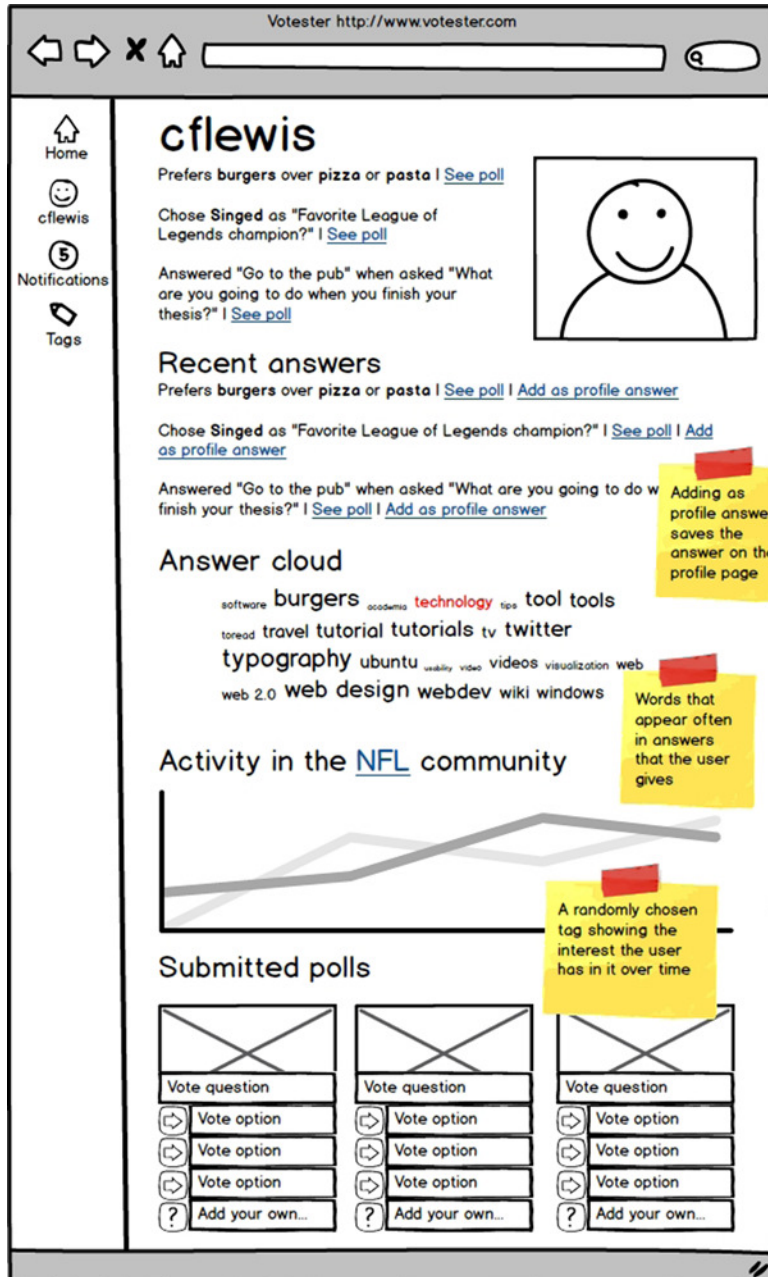 Votester http://www.votester.com
Home
cflewis
5
Notifications
Tags
cflewis
Prefers burgers over pizza or pasta | See poll
Chose Singed as "Favorite League of
Legends champion?" | See poll
Answered "Go to the pub" when asked "What
are you going to do when you finish your
thesis?" | See poll
Recent answers
Prefers burgers over pizza or pasta | See poll | Add as profile answer
Chose Singed as "Favorite League of Legends champion?" | See poll | Add
as profile answer
Answered "Go to the pub" when asked "What are you going to do w
finish your thesis?" | See poll | Add as profile answer
Adding as
profile answe
saves the
answer on the
profile page
Answer cloud
software burgers academia technology tips tool tools
toread travel tutorial tutorials tv twitter
typography ubuntu usability video videos visualization web
web 2.0 web design webdev wiki windows
Words that
appear often
in answers
that the user
gives
Activity in the NFL community
A randomly chosen
tag showing the
interest the user
has in it over time
Submitted polls
Vote question
Vote option
Vote option
Vote option
? Add your own...
Vote question
Vote option
Vote option
Vote option
? Add your own...
Vote question
Vote option
Vote option
Vote option
? Add your own...